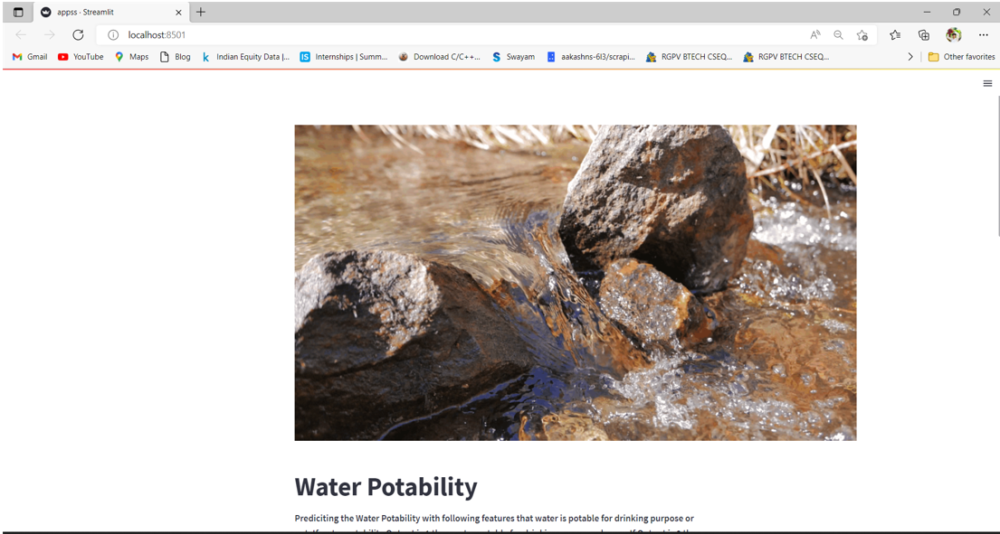 appss · Streamlit
localhost:8501
Gmail YouTube Maps Blog Indian Equity Data |... Internships | Summ... Download C/C++... Swayam aakashns-6l3/scrapi... RGPV BTECH CSEQ... RGPV BTECH CSEQ... Other favorites
Water Potability
Prediciting the Water Potability with following features that water is potable for drinking purpose or